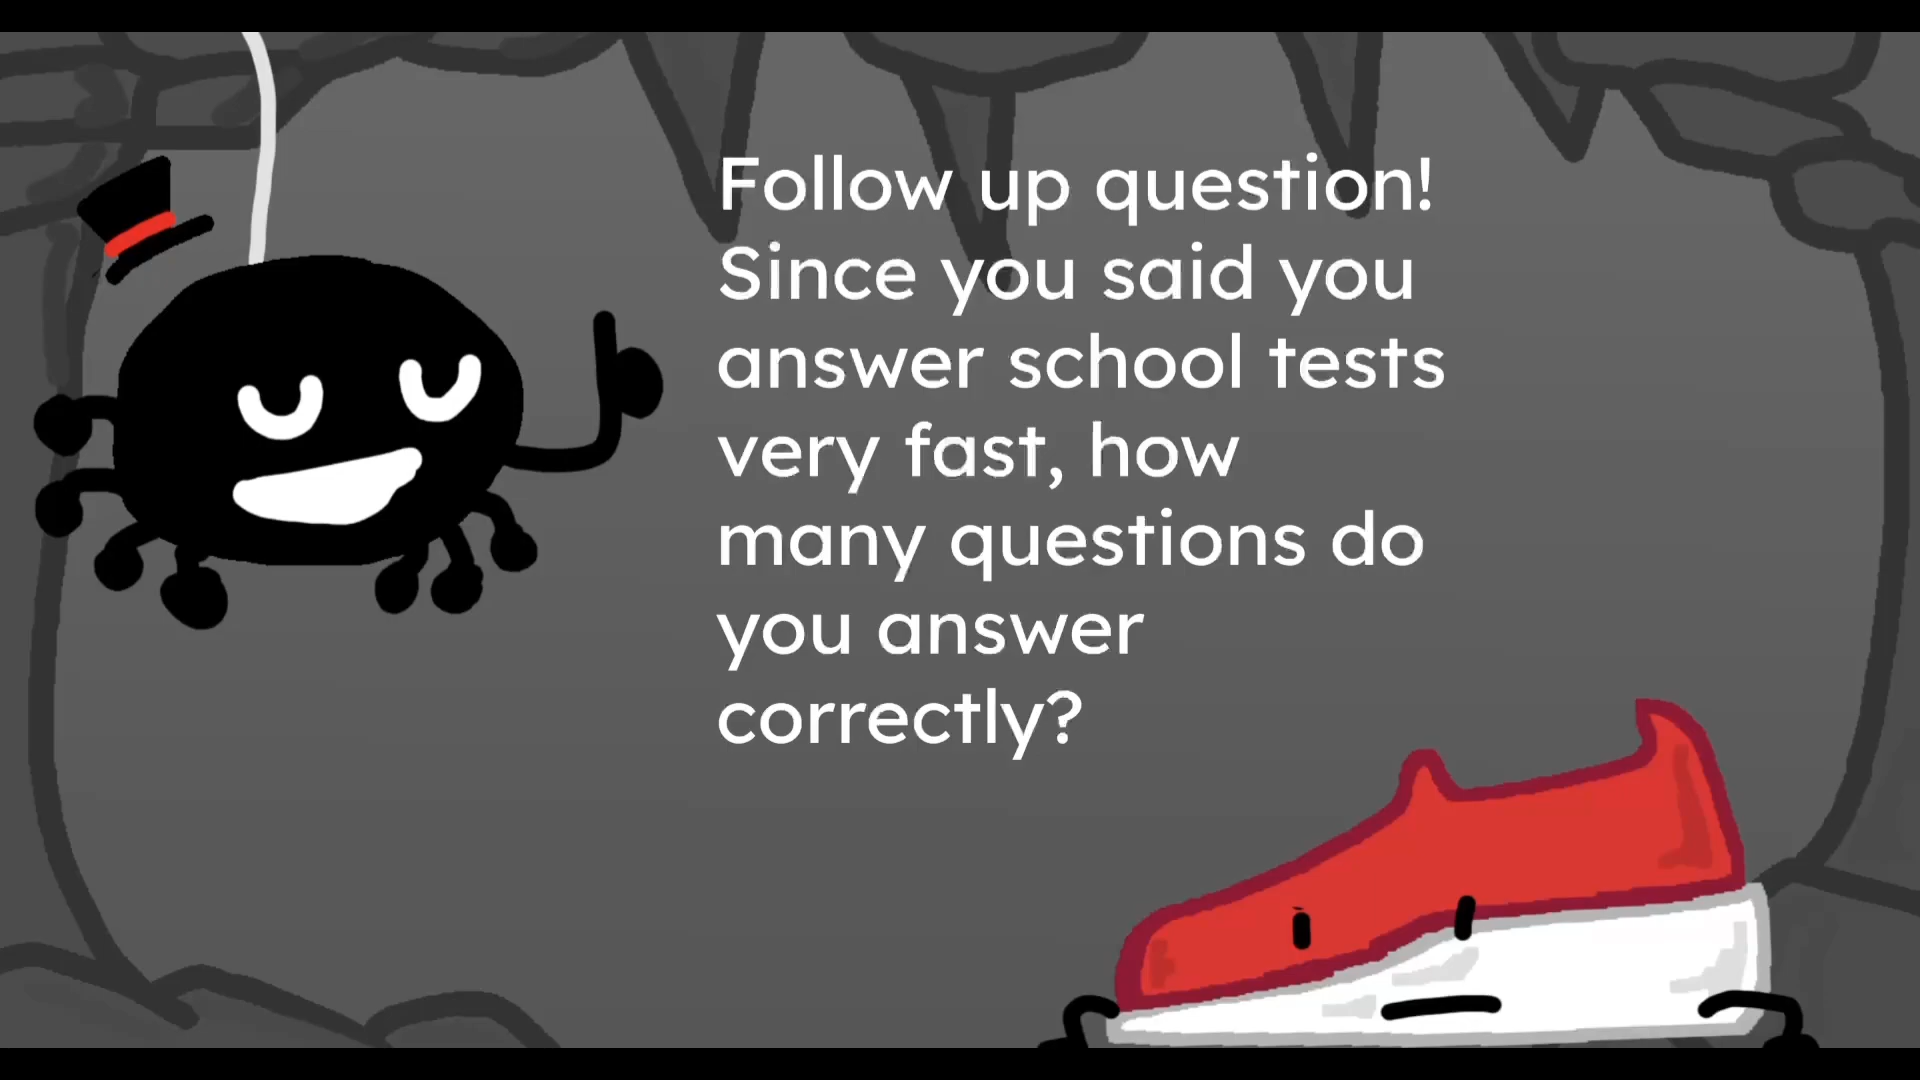 Follow up question!
Since you said you
answer school tests
very fast, how
many questions do
you answer
correctly?